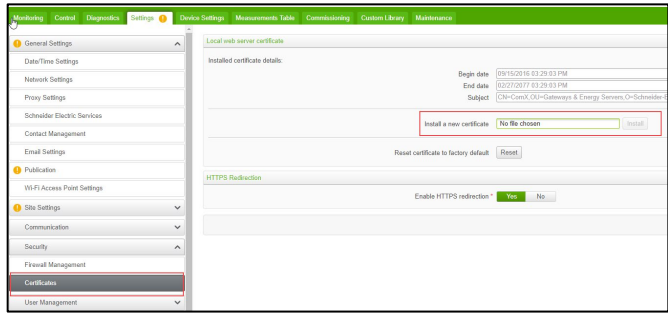 Monitoring Control Diagnostics Settings Device Settings Measurements Table Commissioning Custom Library Maintenance
General Settings
Date/Time Settings
Network Settings
Proxy Settings
Schneider Electric Services
Contact Management
Email Settings
Publication
Wi-Fi Access Point Settings
Site Settings
Communication
Security
Firewall Management
Certificates
User Management
Local web server certificate
Installed certificate details:
Begin date 09/15/2016 03:29:03 PM
End date 02/27/2077 03:29:03 PM
Subject CN=ComX,OU=Gateways & Energy Servers,O=Schneider-E
Install a new certificate No file chosen Install
Reset certificate to factory default Reset
HTTPS Redirection
Enable HTTPS redirection * Yes No